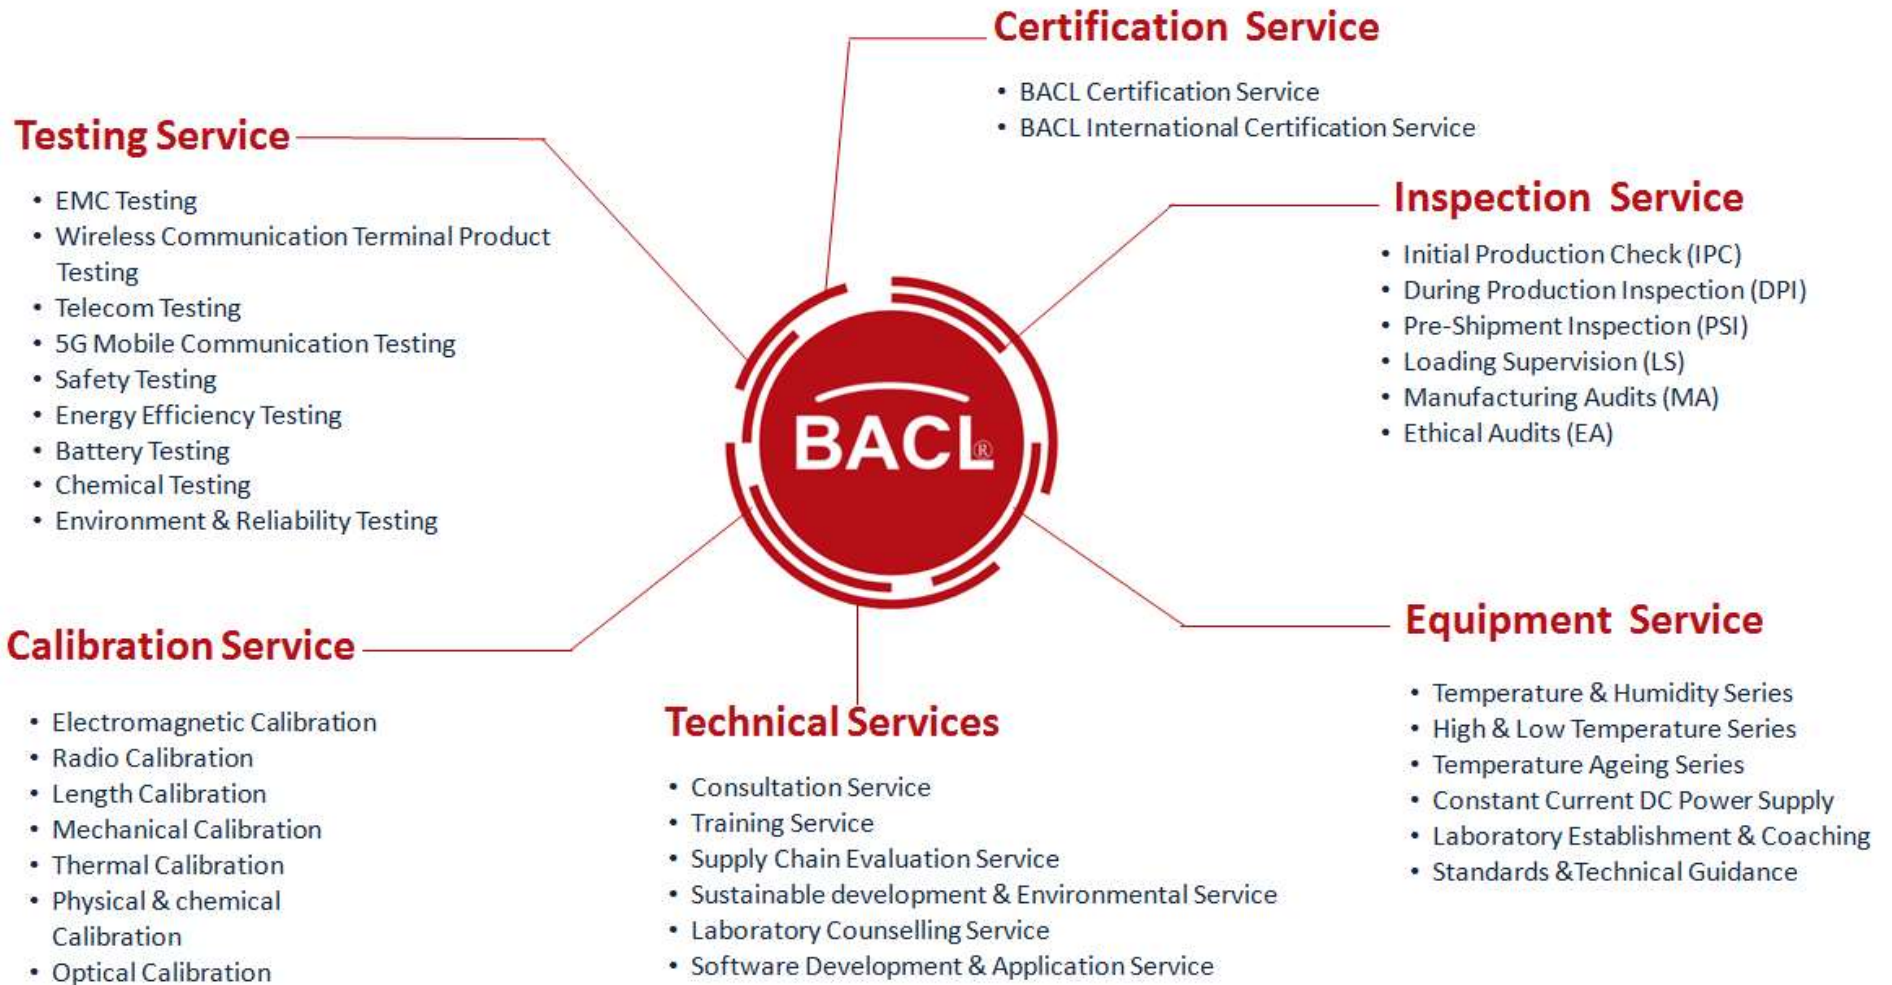 Certification Service
• BACL Certification Service
• BACL International Certification Service
Testing Service
• EMC Testing
• Wireless Communication Terminal Product
Testing
• Telecom Testing
• 5G Mobile Communication Testing
• Safety Testing
• Energy Efficiency Testing
• Battery Testing
• Chemical Testing
• Environment & Reliability Testing
Inspection Service
• Initial Production Check (IPC)
• During Production Inspection (DPI)
• Pre-Shipment Inspection (PSI)
• Loading Supervision (LS)
• Manufacturing Audits (MA)
• Ethical Audits (EA)
BACL®
Calibration Service
• Electromagnetic Calibration
• Radio Calibration
• Length Calibration
• Mechanical Calibration
• Thermal Calibration
• Physical & chemical
Calibration
• Optical Calibration
Technical Services
• Consultation Service
• Training Service
• Supply Chain Evaluation Service
• Sustainable development & Environmental Service
• Laboratory Counselling Service
• Software Development & Application Service
Equipment Service
• Temperature & Humidity Series
• High & Low Temperature Series
• Temperature Ageing Series
• Constant Current DC Power Supply
• Laboratory Establishment & Coaching
• Standards &Technical Guidance